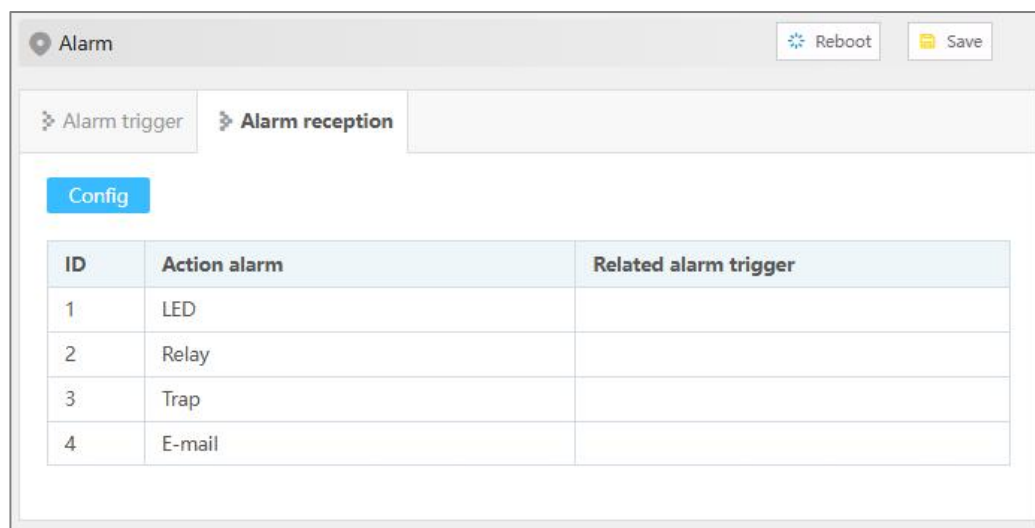 Alarm Reboot Save
Alarm trigger Alarm reception
Config
ID Action alarm Related alarm trigger
1 LED
2 Relay
3 Trap
4 E-mail